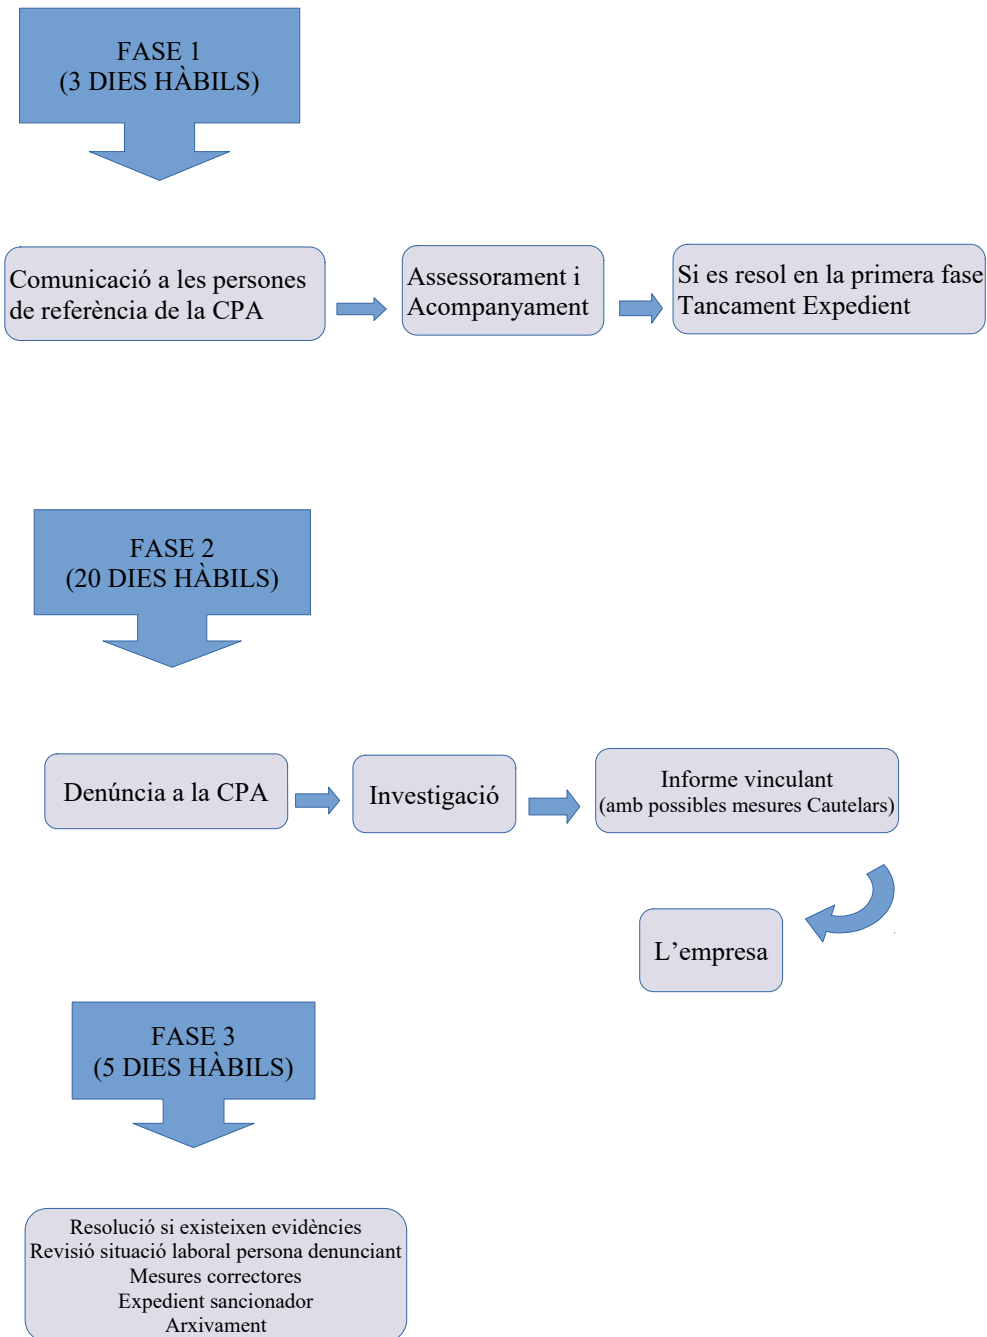 FASE 1
(3 DIES HÀBILS)
Comunicació a les persones
de referència de la CPA
Assessorament i
Acompanyament
Si es resol en la primera fase
Tancament Expedient
FASE 2
(20 DIES HÀBILS)
Denúncia a la CPA
Investigació
Informe vinculant
(amb possibles mesures Cautelars)
L’empresa
FASE 3
(5 DIES HÀBILS)
Resolució si existeixen evidències
Revisió situació laboral persona denunciant
Mesures correctores
Expedient sancionador
Arxivament